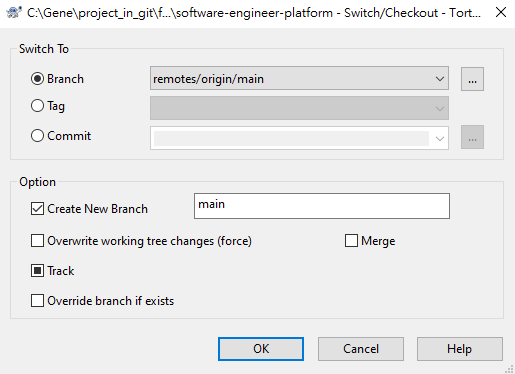 C:\Gene\project_in_git\f...\software-engineer-platform - Switch/Checkout - Tort...
Switch To
Branch remotes/origin/main ...
Tag
Commit ...
Option
Create New Branch main
Overwrite working tree changes (force) Merge
Track
Override branch if exists
OK Cancel Help